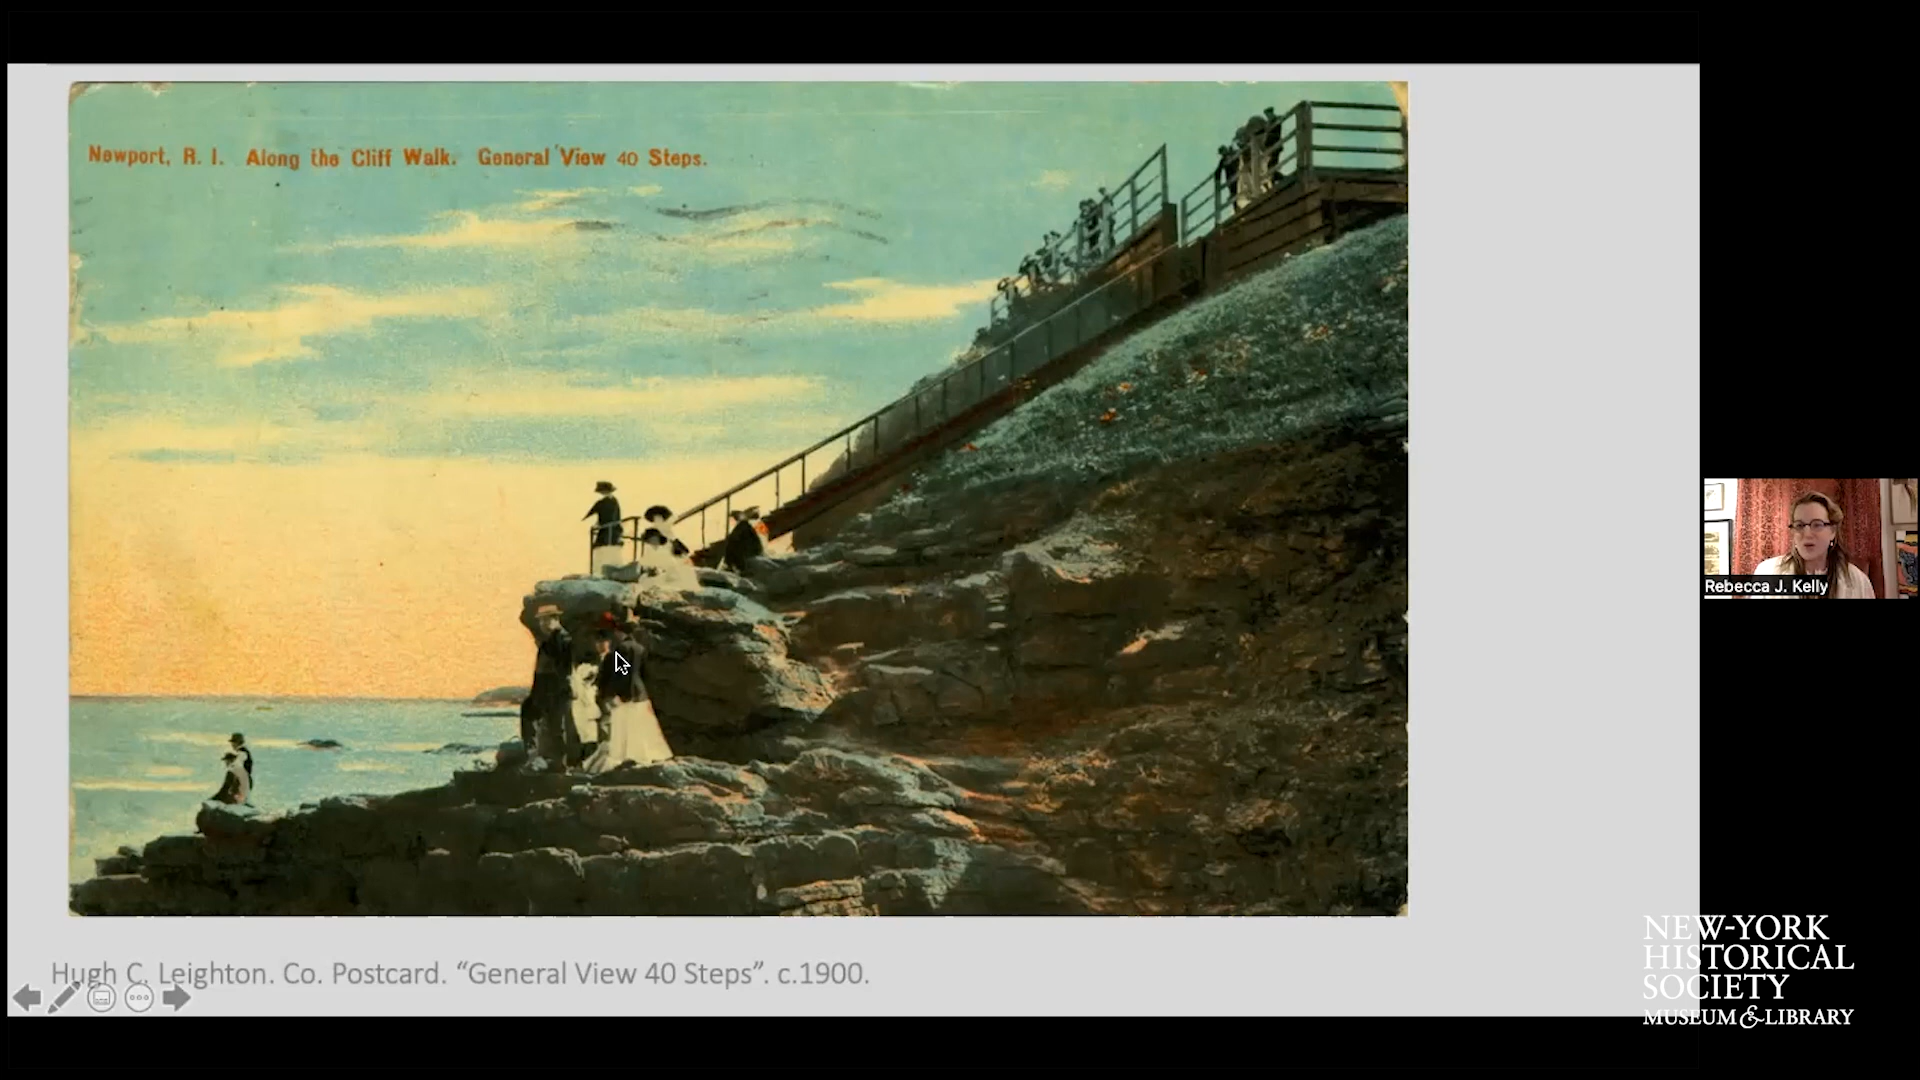 Newport, R. I. Along the Cliff Walk. General View 40 Steps.
Rebecca J. Kelly
Hugh C. Leighton. Co. Postcard. “General View 40 Steps”. c.1900.
NEW-YORK
HISTORICAL
SOCIETY
MUSEUM & LIBRARY